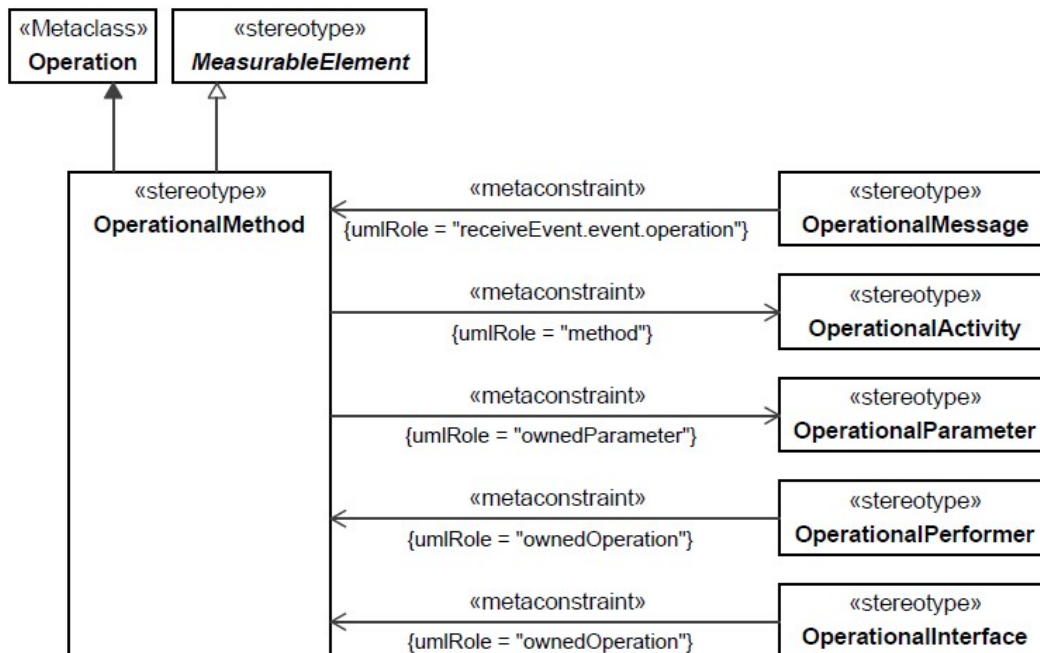 «Metaclass»
Operation
«stereotype»
MeasurableElement
«stereotype»
OperationalMethod
«metaconstraint»
{umlRole = "receiveEvent.event.operation"}
«stereotype»
OperationalMessage
«metaconstraint»
{umlRole = "method"}
«stereotype»
OperationalActivity
«metaconstraint»
{umlRole = "ownedParameter"}
«stereotype»
OperationalParameter
«metaconstraint»
{umlRole = "ownedOperation"}
«stereotype»
OperationalPerformer
«metaconstraint»
{umlRole = "ownedOperation"}
«stereotype»
OperationalInterface